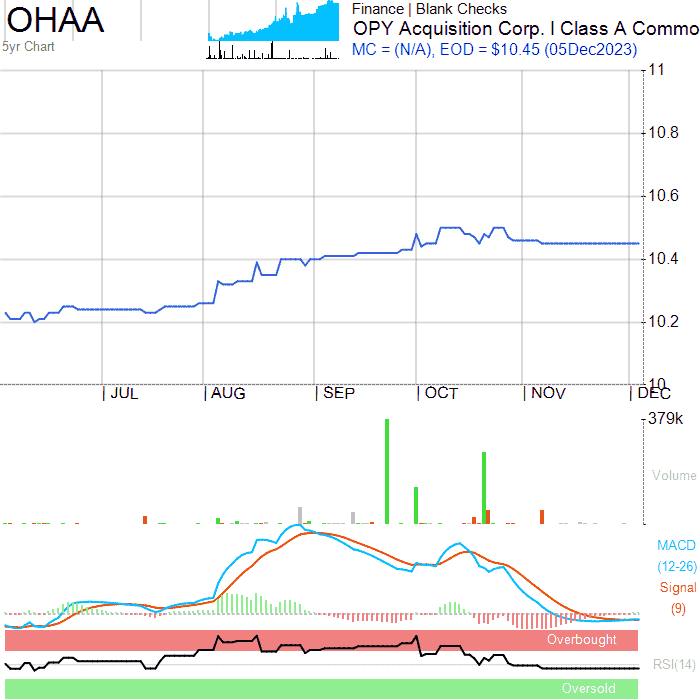 OHAA
5yr Chart
Finance | Blank Checks
OPY Acquisition Corp. I Class A Commo
MC = (N/A), EOD = $10.45 (05Dec2023)
11
10.8
10.6
10.4
10.2
10
JUL
AUG
SEP
OCT
NOV
DEC
379k
Volume
MACD
(12-26)
Signal
(9)
Overbought
RSI(14)
Oversold